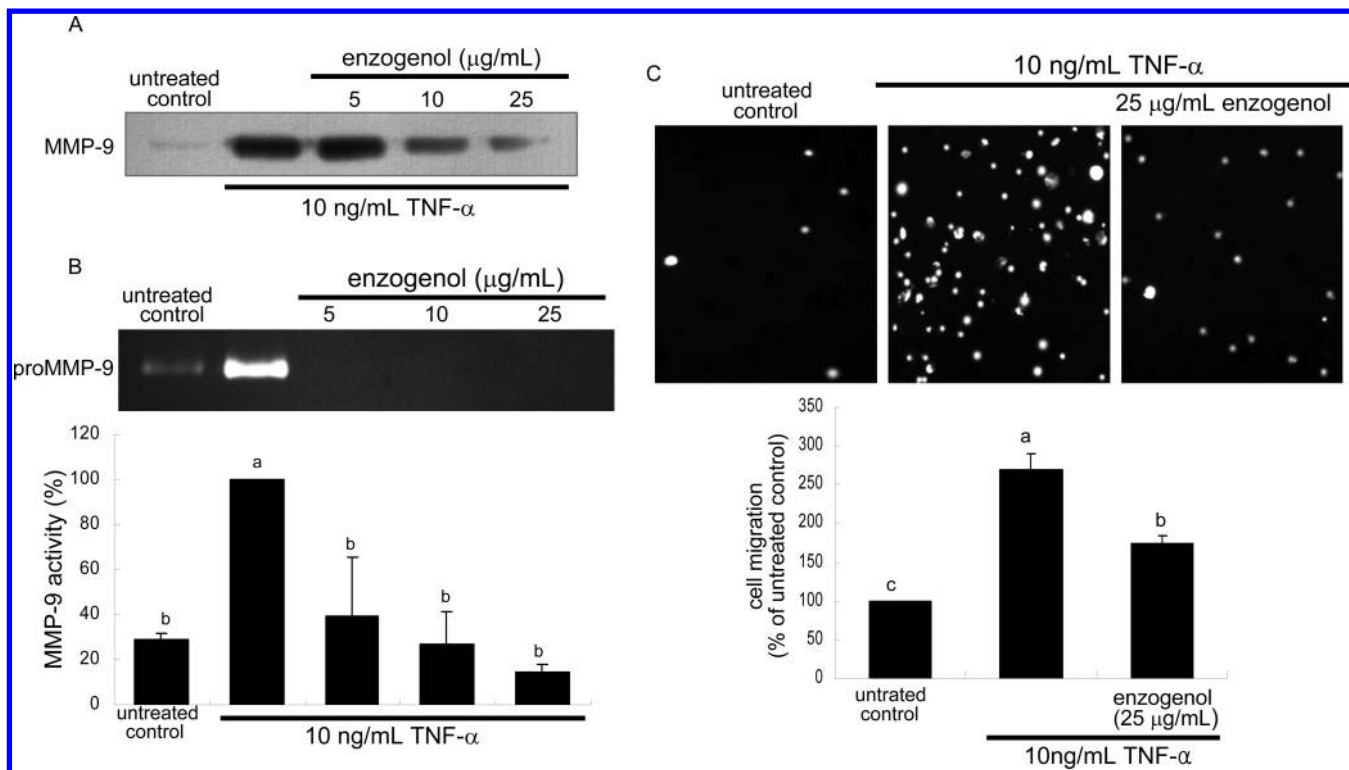 A
enzogenol (μg/mL)
untreated
control
5 10 25
MMP-9
10 ng/mL TNF-α
B
enzogenol (μg/mL)
untreated
control
5 10 25
proMMP-9
MMP-9 activity (%)
120
100
80
60
40
20
0
b
a
b
b
b
untreated
control
10 ng/mL TNF-α
C
10 ng/mL TNF-α
untreated
control
25 μg/mL enzogenol
cell migration
(% of untreated control)
350
300
250
200
150
100
50
0
c
a
b
untrated
control
enzogenol
(25 μg/mL)
10ng/mL TNF-α